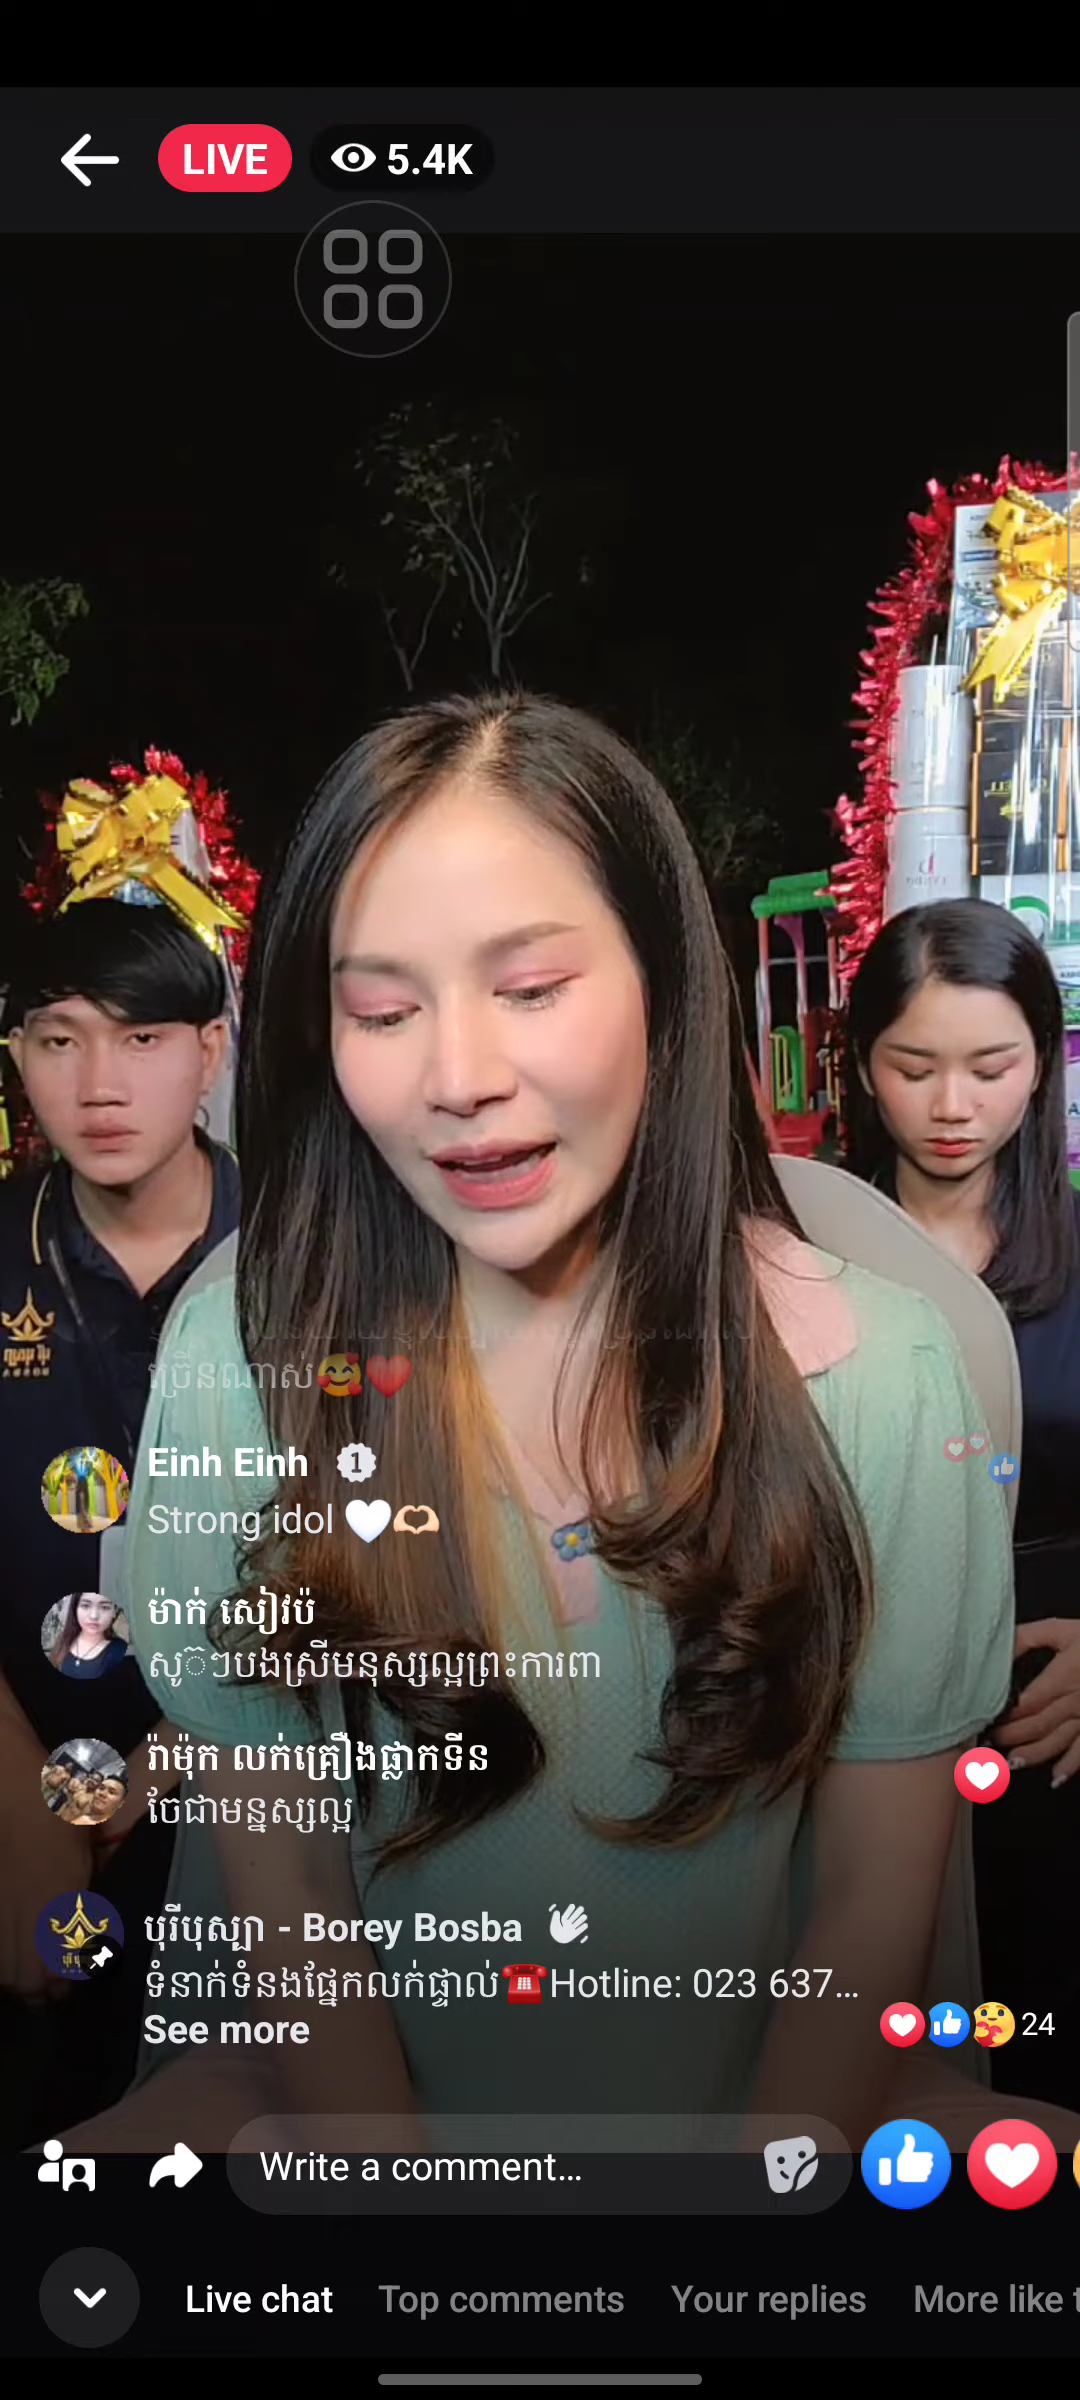 LIVE
5.4K
ច្រើនណាស់🥰❤️
Einh Einh 1
Strong idol 🤍🫶🏻
ម៉ាក់ សៀវប៉
សូ៊ៗបងស្រីមនុស្សល្អព្រះការពា
រ៉ាម៉ុក លក់គ្រឿងផ្លាកទីន
ចែជាមន្នស្សល្អ
បុរីបុស្បា - Borey Bosba 👋
ទំនាក់ទំនងផ្នែកលក់ផ្ទាល់☎️Hotline: 023 637...
See more
24
Write a comment...
Live chat Top comments Your replies More like